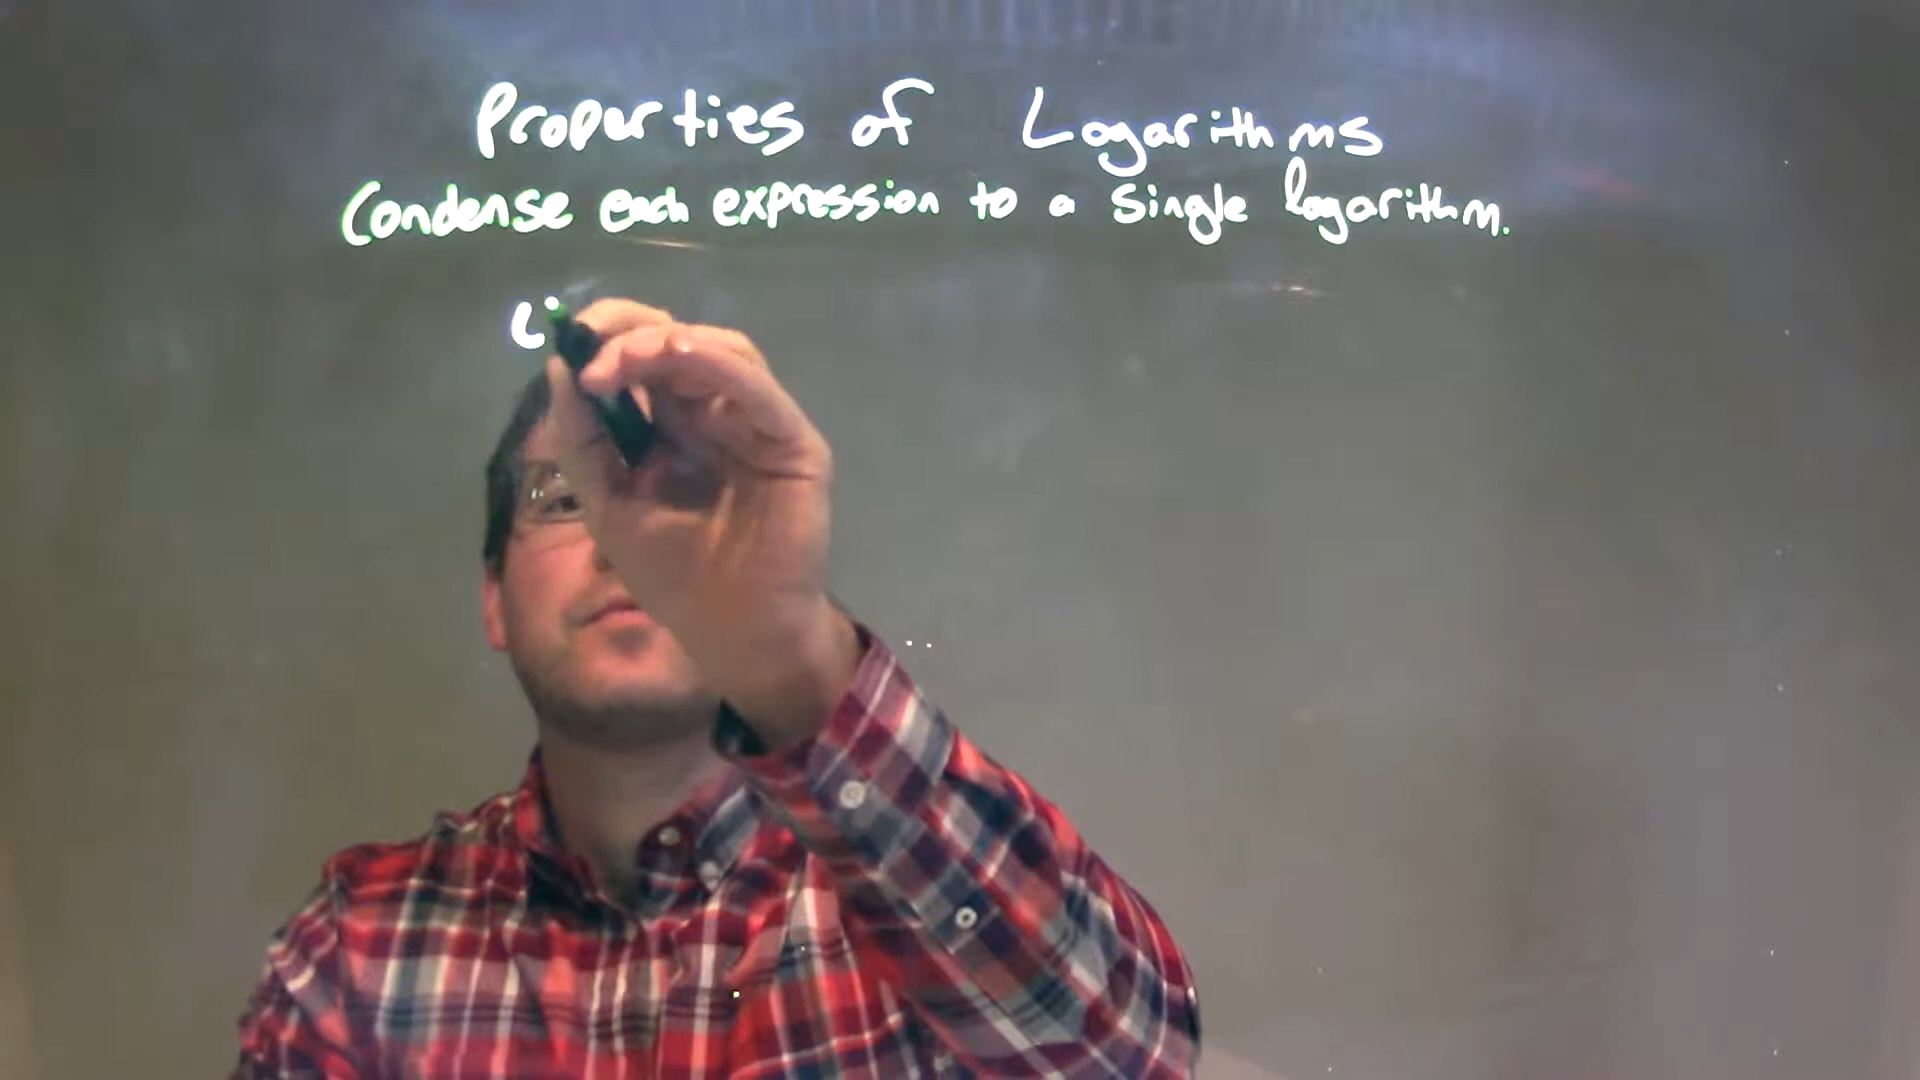 Properties of Logarithms
Condense each expression to a single logarithm.